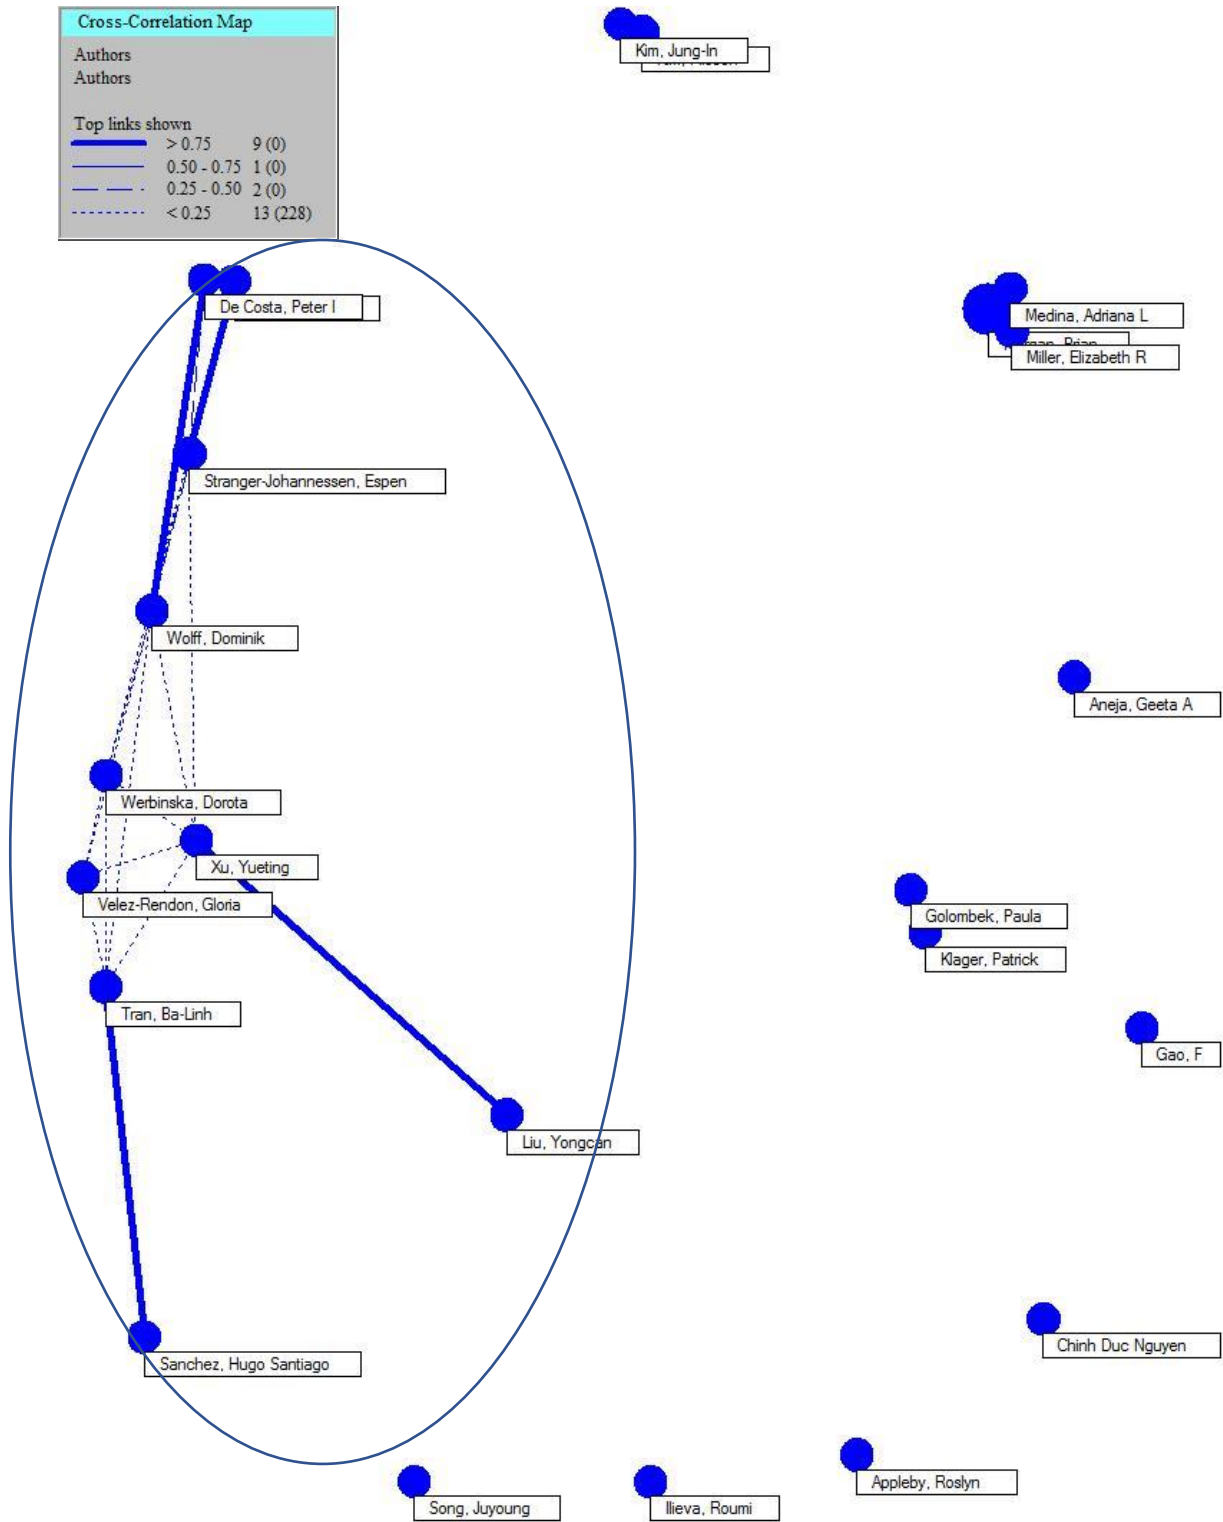 Cross-Correlation Map
Authors
Authors
Top links shown
> 0.75 9 (0)
0.50 - 0.75 1 (0)
0.25 - 0.50 2 (0)
< 0.25 13 (228)
Kim, Jung-In
De Costa, Peter I
Medina, Adriana L
Brian
Miller, Elizabeth R
Stranger-Johannessen, Espen
Wolff, Dominik
Aneja, Geeta A
Werbinska, Dorota
Xu, Yueting
Velez-Rendon, Gloria
Golombek, Paula
Klager, Patrick
Tran, Ba-Linh
Gao, F
Liu, Yongcan
Chinh Duc Nguyen
Sanchez, Hugo Santiago
Appleby, Roslyn
Song, Juyoung
Ilieva, Roumi